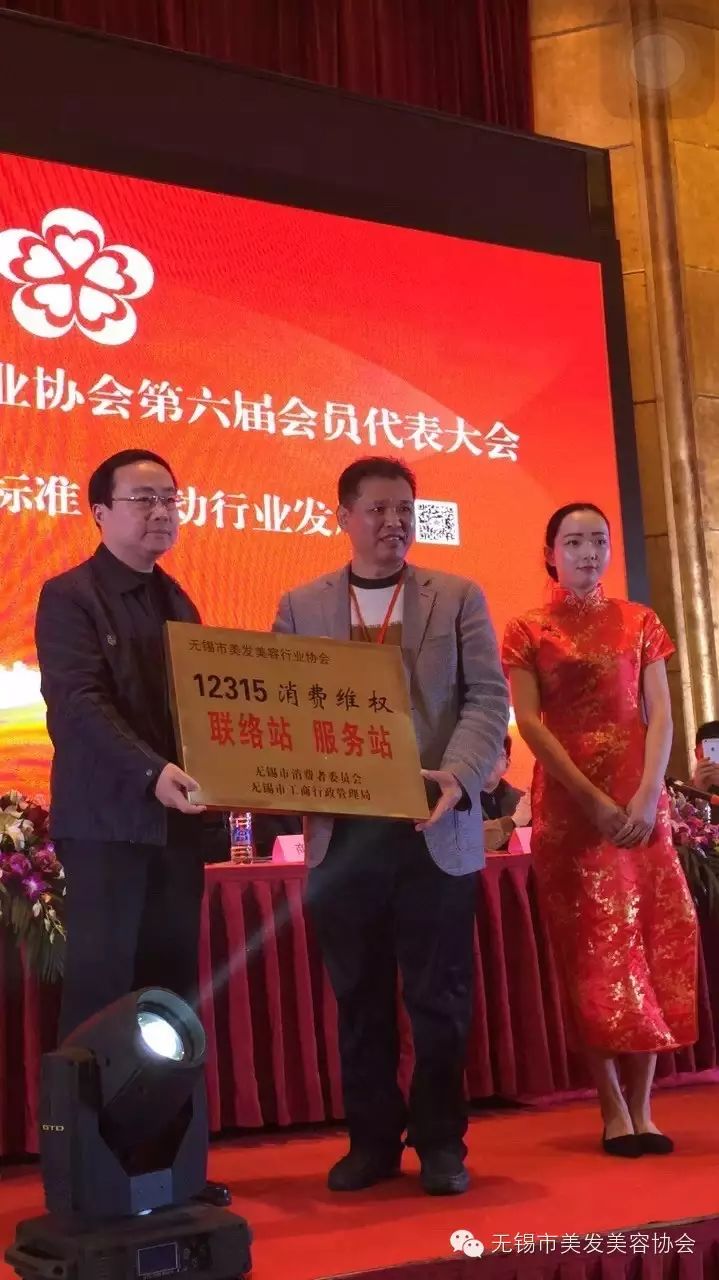 业协会第六届会员代表大会
标准 动行业发
无锡市美发美容行业协会
12315 消费维权
联络站 服务站
无锡市消费者委员会
无锡市工商行政管理局
GTD
无锡市美发美容协会